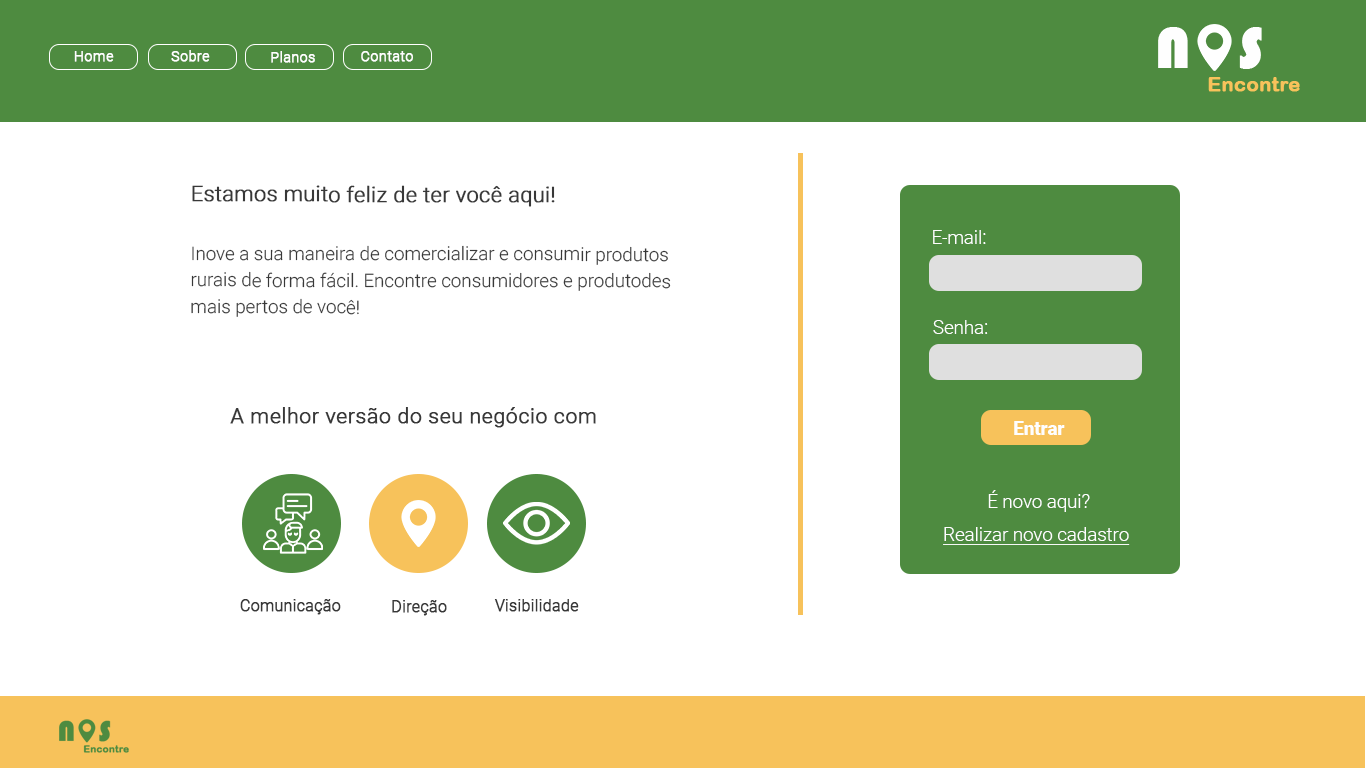 Home
Sobre
Planos
Contato
NOS
Encontre
Estamos muito feliz de ter você aqui!
Inove a sua maneira de comercializar e consumir produtos
rurais de forma fácil. Encontre consumidores e produtodes
mais pertos de você!
A melhor versão do seu negócio com
Comunicação
Direção
Visibilidade
E-mail:
Senha:
Entrar
É novo aqui?
Realizar novo cadastro
NOS
Encontre